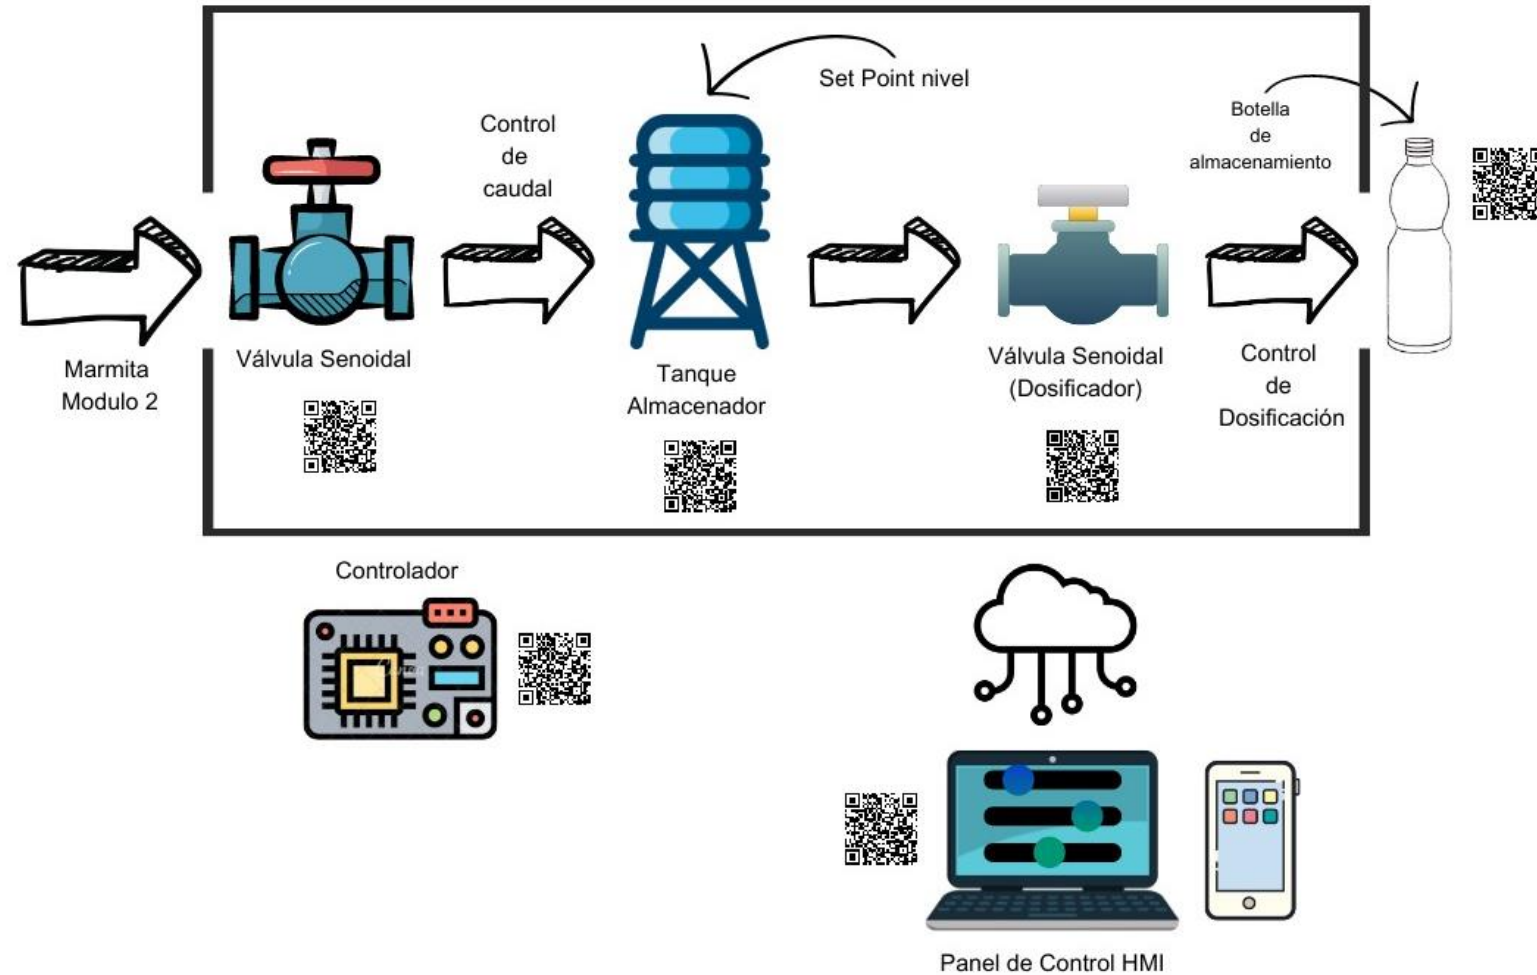 Set Point nivel
Control
de
caudal
Botella
de
almacenamiento
Marmita
Modulo 2
Válvula Senoidal
Tanque
Almacenador
Válvula Senoidal
(Dosificador)
Control
de
Dosificación
Controlador
Panel de Control HMI